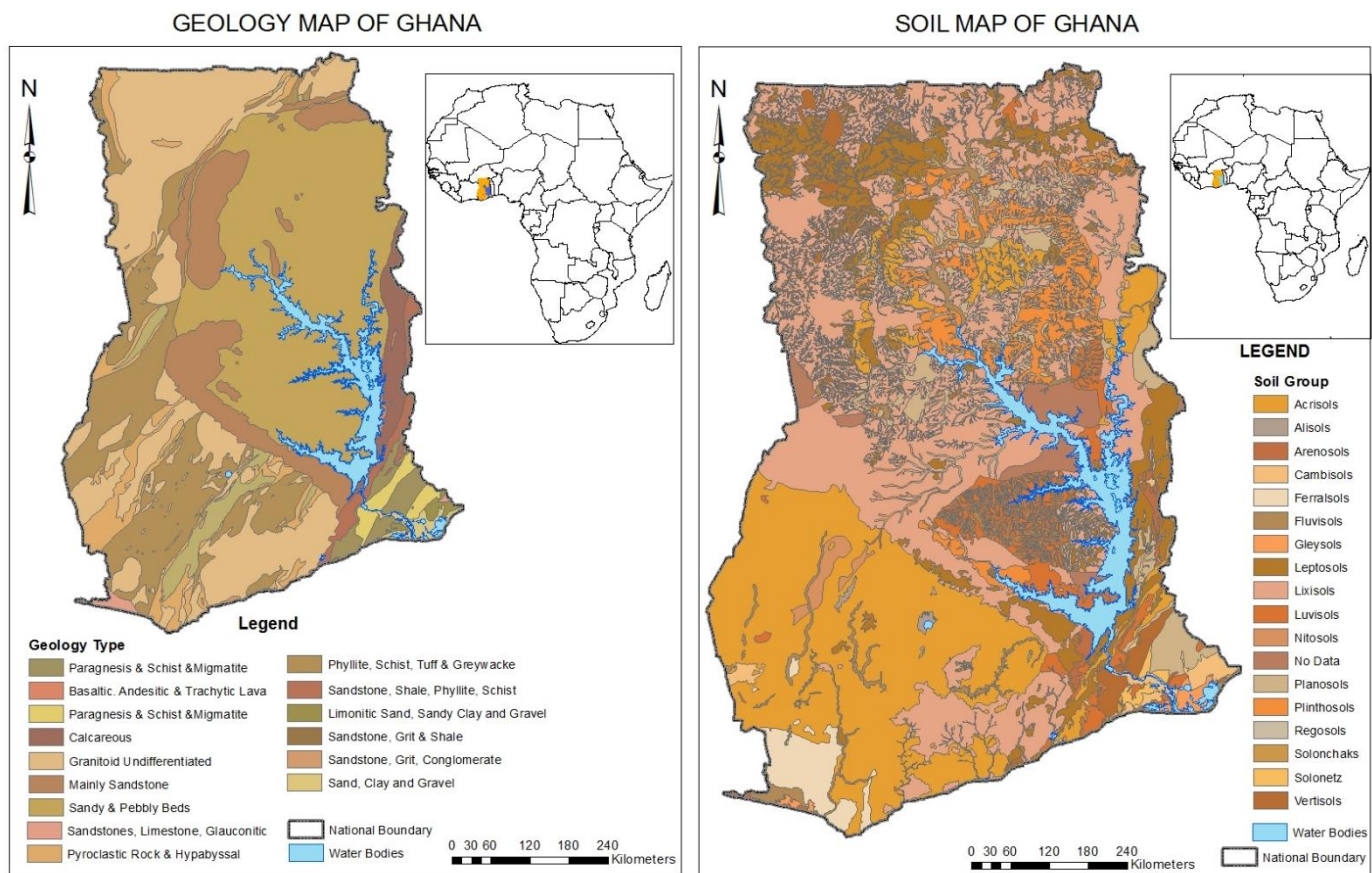 GEOLOGY MAP OF GHANA
N
Legend
Geology Type
Paragnesis & Schist &Migmatite
Basaltic. Andesitic & Trachytic Lava
Paragnesis & Schist &Migmatite
Calcareous
Granitoid Undifferentiated
Mainly Sandstone
Sandy & Pebbly Beds
Sandstones, Limestone, Glauconitic
Pyroclastic Rock & Hypabyssal
Phyllite, Schist, Tuff & Greywacke
Sandstone, Shale, Phyllite, Schist
Limonitic Sand, Sandy Clay and Gravel
Sandstone, Grit & Shale
Sandstone, Grit, Conglomerate
Sand, Clay and Gravel
National Boundary
Water Bodies
0 30 60 120 180 240
Kilometers
SOIL MAP OF GHANA
N
LEGEND
Soil Group
Acrisols
Alisols
Arenosols
Cambisols
Ferralsols
Fluvisols
Gleysols
Leptosols
Lixisols
Luvisols
Nitosols
No Data
Planosols
Plinthosols
Regosols
Solonchaks
Solonetz
Vertisols
Water Bodies
National Boundary
0 30 60 120 180 240
Kilometers